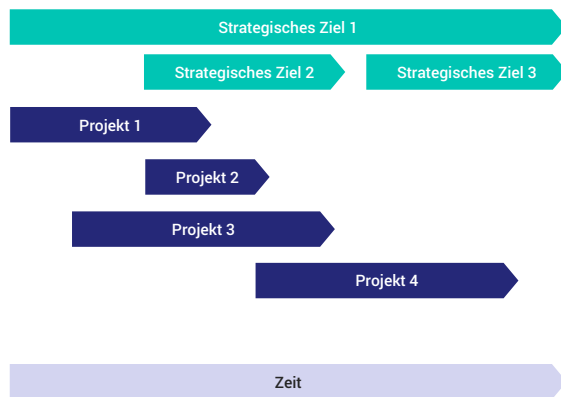 Strategisches Ziel 1
Strategisches Ziel 2
Strategisches Ziel 3
Projekt 1
Projekt 2
Projekt 3
Projekt 4
Zeit